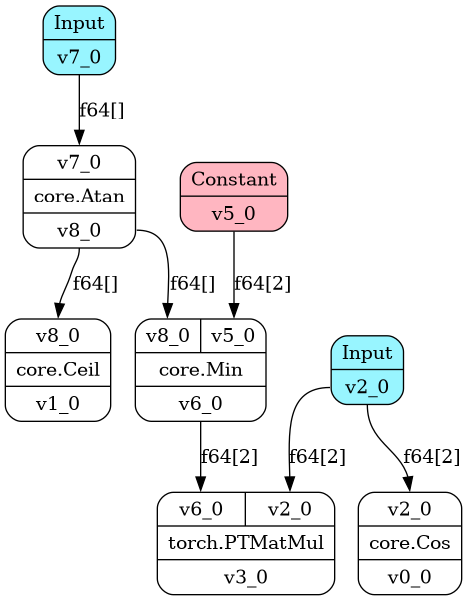 Input
v7_0
f64[]
v7_0
core.Atan
v8_0
Constant
v5_0
f64[]
f64[]
f64[2]
v8_0
core.Ceil
v1_0
v8_0 v5_0
core.Min
v6_0
Input
v2_0
f64[2]
f64[2]
f64[2]
v6_0 v2_0
torch.PTMatMul
v3_0
v2_0
core.Cos
v0_0